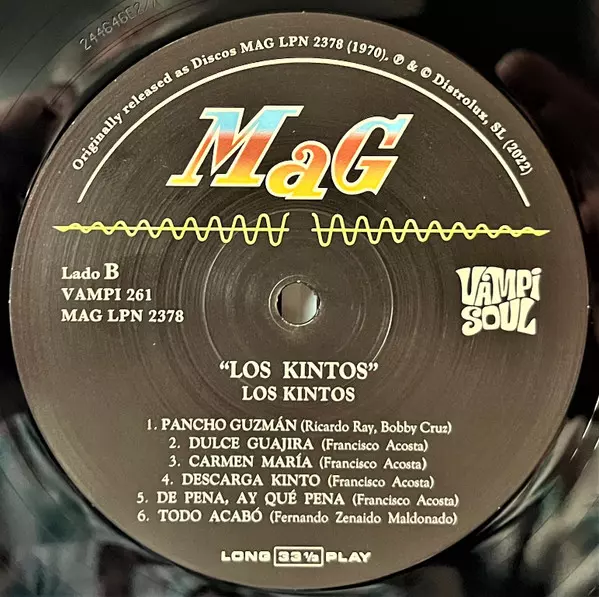 Originally released as Discos MAG LPN 2378 (1970). ℗ & © Distrolux, SL (2022)
MaG
Lado B
VAMPI 261
MAG LPN 2378
VAMPI
SOUL
"LOS KINTOS"
LOS KINTOS
1. PANCHO GUZMÁN (Ricardo Ray, Bobby Cruz)
2. DULCE GUAJIRA (Francisco Acosta)
3. CARMEN MARÍA (Francisco Acosta)
4. DESCARGA KINTO (Francisco Acosta)
5. DE PENA, AY QUÉ PENA (Francisco Acosta)
6. TODO ACABÓ (Fernando Zenaido Maldonado)
LONG 33 1/3 PLAY